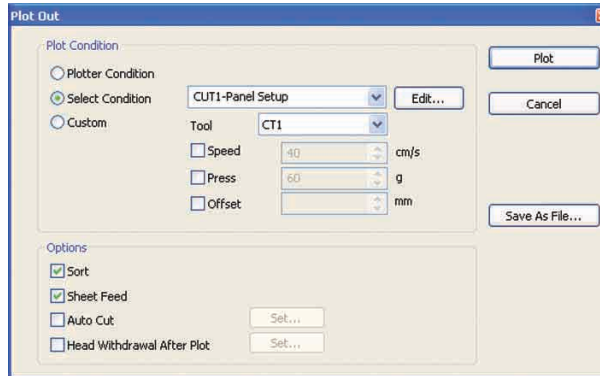 Plot Out
Plot Condition
Plotter Condition
Select Condition CUT1-Panel Setup Edit...
Custom Tool CT1
Speed 40 cm/s
Press 60 g
Offset mm
Plot
Cancel
Save As File...
Options
Sort
Sheet Feed
Auto Cut Set...
Head Withdrawal After Plot Set...